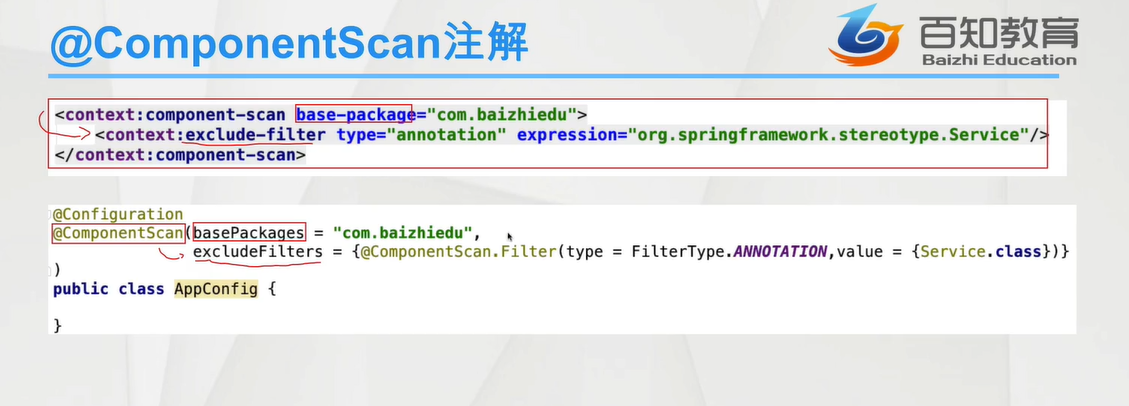 @ComponentScan注解
百知教育
Baizhi Education
<context:component-scan base-package="com.baizhiedu">
<context:exclude-filter type="annotation" expression="org.springframework.stereotype.Service"/>
</context:component-scan>
@Configuration
@ComponentScan(basePackages = "com.baizhiedu",
excludeFilters = {@ComponentScan.Filter(type = FilterType.ANNOTATION,value = {Service.class})}
)
public class AppConfig {
}